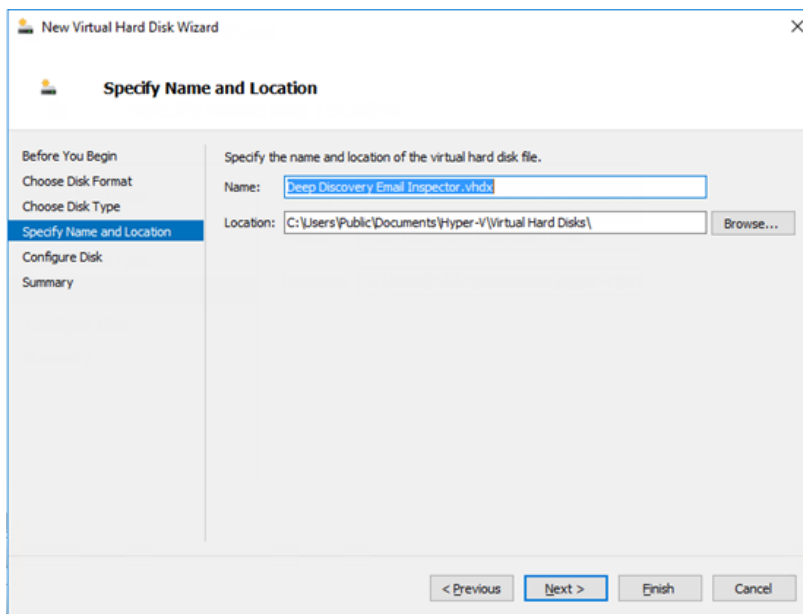 New Virtual Hard Disk Wizard
Specify Name and Location
Before You Begin
Choose Disk Format
Choose Disk Type
Specify Name and Location
Configure Disk
Summary
Specify the name and location of the virtual hard disk file.
Name: Deep Discovery Email Inspector.vhdx
Location: C:\Users\Public\Documents\Hyper-V\Virtual Hard Disks\ Browse...
< Previous Next > Finish Cancel